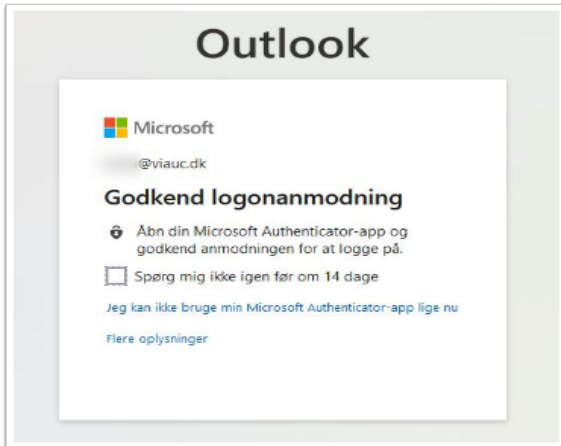 Outlook
Microsoft
@viauc.dk
Godkend logonanmodning
Åbn din Microsoft Authenticator-app og
godkend anmodningen for at logge på.
Spørg mig ikke igen før om 14 dage
Jeg kan ikke bruge min Microsoft Authenticator-app lige nu
Flere oplysninger